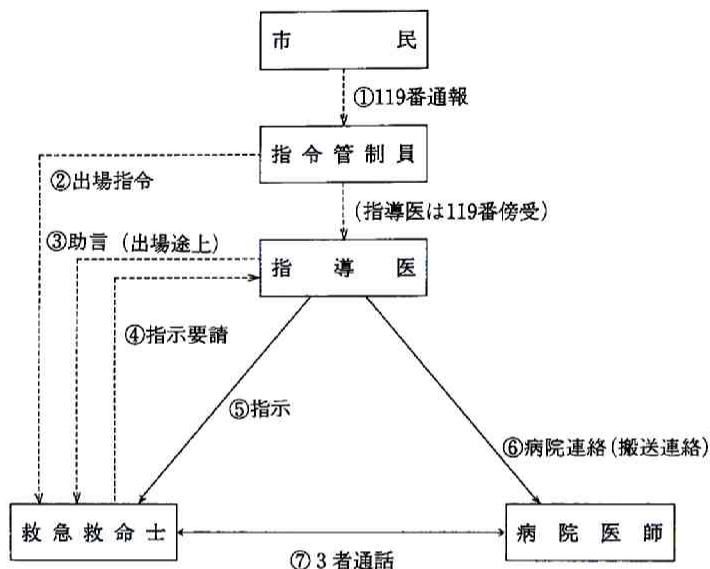 市民
①119番通報
指令管制員
②出場指令
(指導医は119番傍受)
③助言(出場途上)
指導医
④指示要請
⑤指示
⑥病院連絡(搬送連絡)
救急救命士
病院医師
⑦3者通話